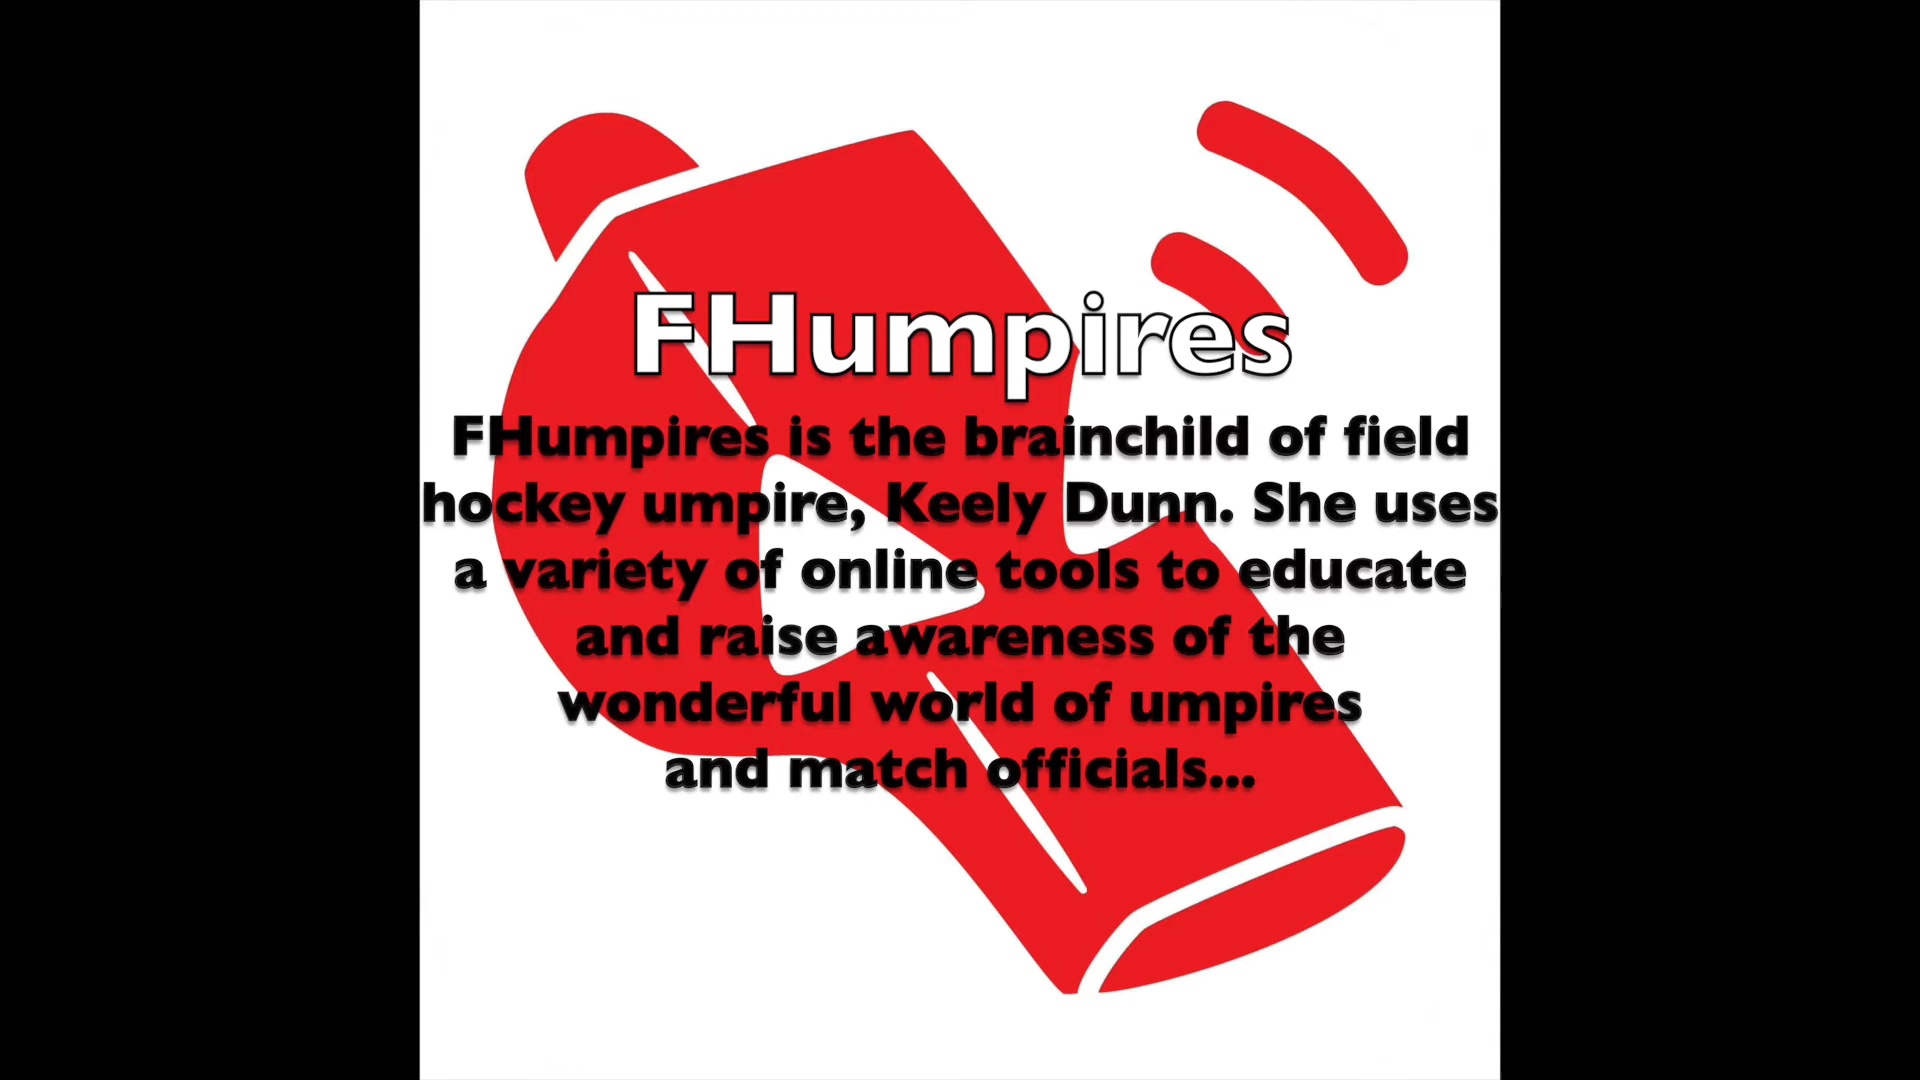 FHumpires
FHumpires is the brainchild of field
hockey umpire, Keely Dunn. She uses
a variety of online tools to educate
and raise awareness of the
wonderful world of umpires
and match officials...